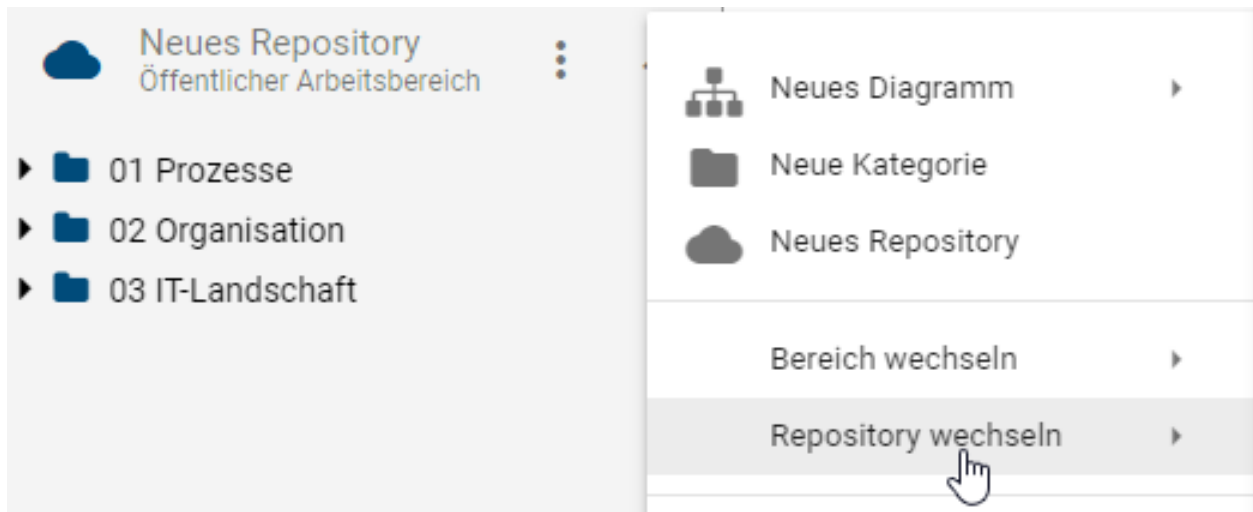 Neues Repository
Öffentlicher Arbeitsbereich
01 Prozesse
02 Organisation
03 IT-Landschaft
Neues Diagramm
Neue Kategorie
Neues Repository
Bereich wechseln
Repository wechseln